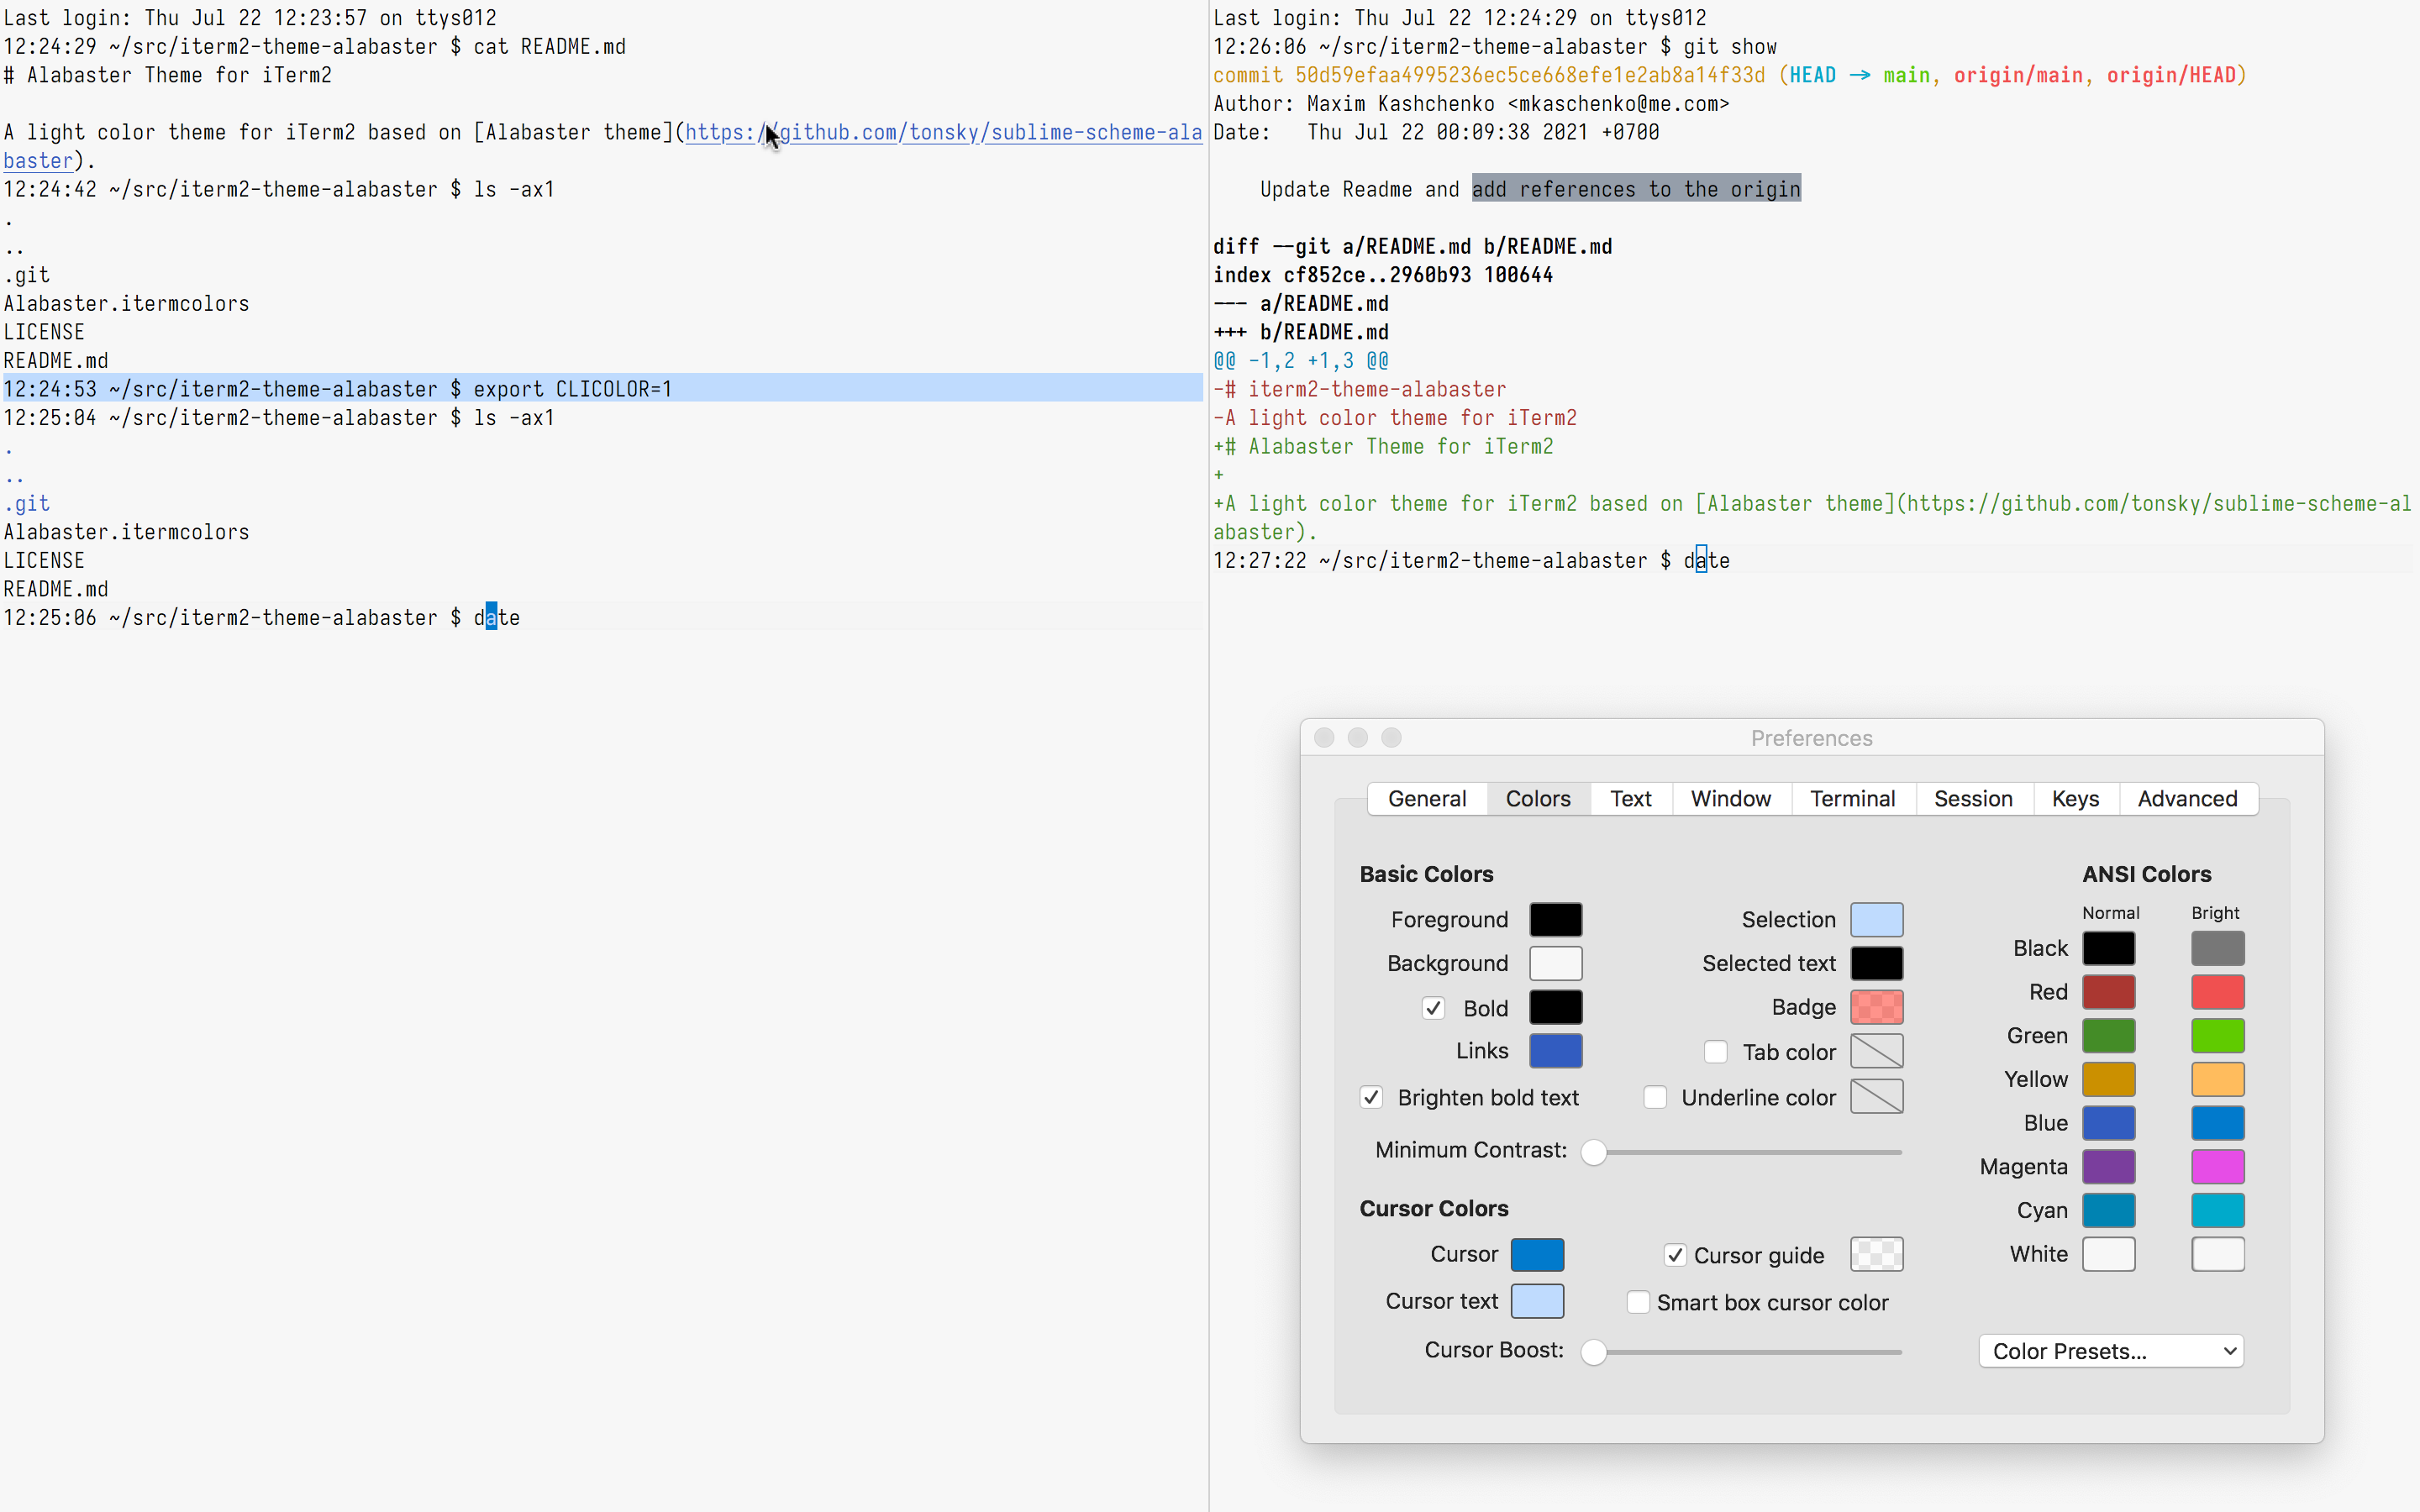 Last login: Thu Jul 22 12:23:57 on ttys012
12:24:29 ~/src/iterm2-theme-alabaster $ cat README.md
# Alabaster Theme for iTerm2
A light color theme for iTerm2 based on [Alabaster theme](https://github.com/tonsky/sublime-scheme-ala
baster).
12:24:42 ~/src/iterm2-theme-alabaster $ ls -ax1
.
..
.git
Alabaster.itermcolors
LICENSE
README.md
12:24:53 ~/src/iterm2-theme-alabaster $ export CLICOLOR=1
12:25:04 ~/src/iterm2-theme-alabaster $ ls -ax1
.
..
.git
Alabaster.itermcolors
LICENSE
README.md
12:25:06 ~/src/iterm2-theme-alabaster $ date
Last login: Thu Jul 22 12:24:29 on ttys012
12:26:06 ~/src/iterm2-theme-alabaster $ git show
commit 50d59efaa4995236ec5ce668efe1e2ab8a14f33d (HEAD -> main, origin/main, origin/HEAD)
Author: Maxim Kashchenko <mkaschenko@me.com>
Date:   Thu Jul 22 00:09:38 2021 +0700
Update Readme and add references to the origin
diff --git a/README.md b/README.md
index cf852ce..2960b93 100644
--- a/README.md
+++ b/README.md
@@ -1,2 +1,3 @@
-# iterm2-theme-alabaster
-A light color theme for iTerm2
+# Alabaster Theme for iTerm2
+
+A light color theme for iTerm2 based on [Alabaster theme](https://github.com/tonsky/sublime-scheme-al
abaster).
12:27:22 ~/src/iterm2-theme-alabaster $ date
Preferences
General Colors Text Window Terminal Session Keys Advanced
Basic Colors
Foreground
Background
Bold
Links
Brighten bold text
Selection
Selected text
Badge
Tab color
Underline color
Minimum Contrast:
Cursor Colors
Cursor
Cursor text
Cursor guide
Smart box cursor color
Cursor Boost:
ANSI Colors
Normal Bright
Black
Red
Green
Yellow
Blue
Magenta
Cyan
White
Color Presets...